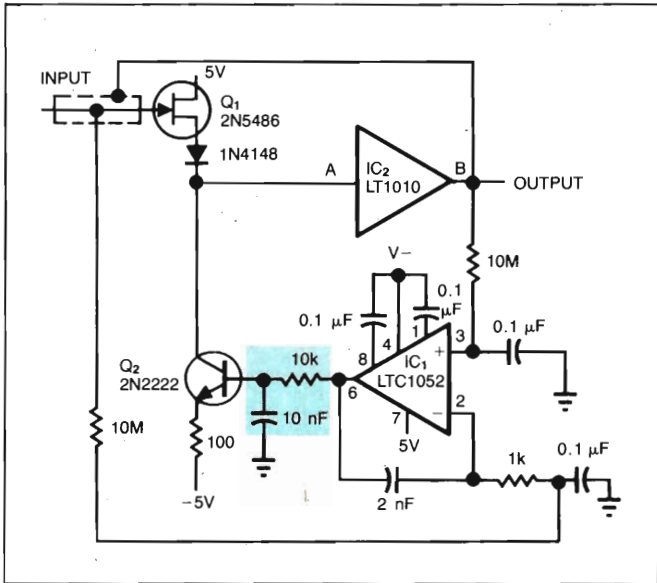 INPUT
5V
Q1
2N5486
1N4148
A
IC2
LT1010
B
OUTPUT
10M
V-
0.1 μF
0.1 μF
8
4
1
+
3
0.1 μF
Q2
2N2222
10k
6
IC1
LTC1052
−
2
10M
100
10 nF
7
5V
1k
0.1 μF
2 nF
−5V